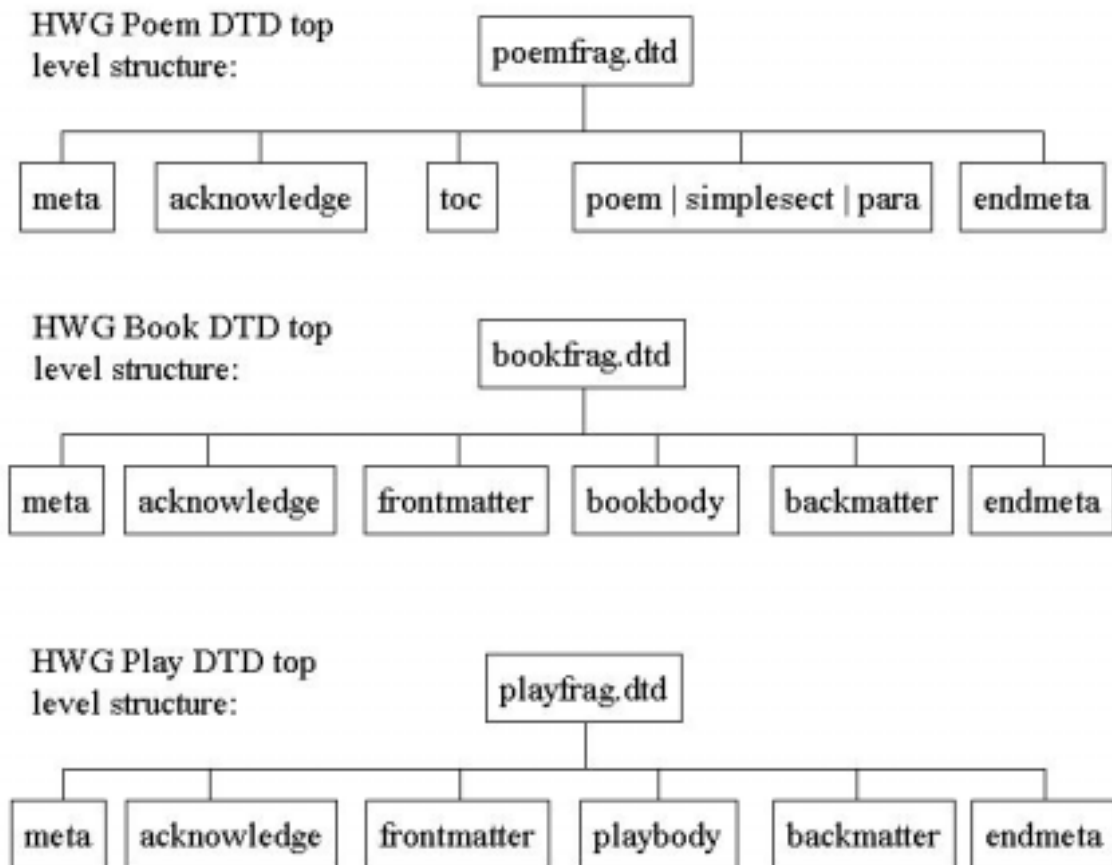 HWG Poem DTD top
level structure:
poemfrag.dtd
meta acknowledge toc poem | simplesect | para endmeta
HWG Book DTD top
level structure:
bookfrag.dtd
meta acknowledge frontmatter bookbody backmatter endmeta
HWG Play DTD top
level structure:
playfrag.dtd
meta acknowledge frontmatter playbody backmatter endmeta